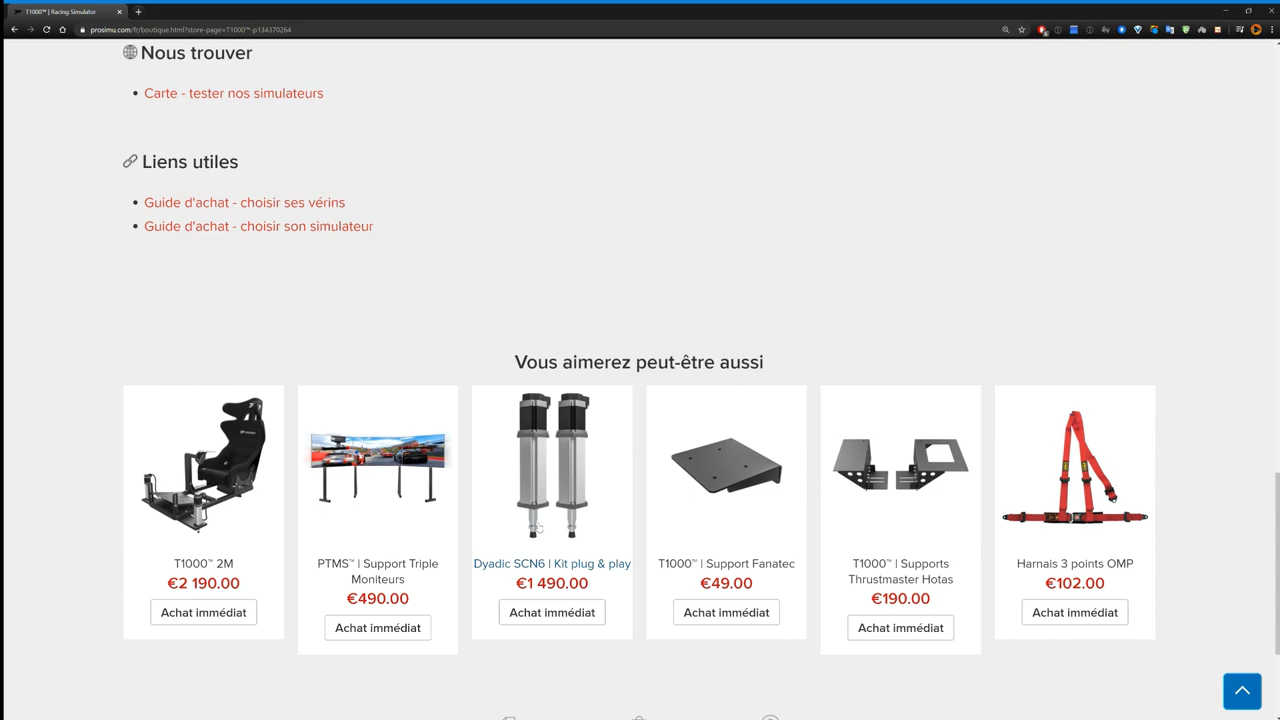 T1000™ | Racing Simulator
prosimu.com/fr/boutique.html?store-page=T1000™-p134370264
Nous trouver
• Carte - tester nos simulateurs
Liens utiles
• Guide d'achat - choisir ses vérins
• Guide d'achat - choisir son simulateur
Vous aimerez peut-être aussi
T1000™ 2M
€2 190.00
Achat immédiat
PTMS™ | Support Triple
Moniteurs
€490.00
Achat immédiat
Dyadic SCN6 | Kit plug & play
€1 490.00
Achat immédiat
T1000™ | Support Fanatec
€49.00
Achat immédiat
T1000™ | Supports
Thrustmaster Hotas
€190.00
Achat immédiat
Harnais 3 points OMP
€102.00
Achat immédiat